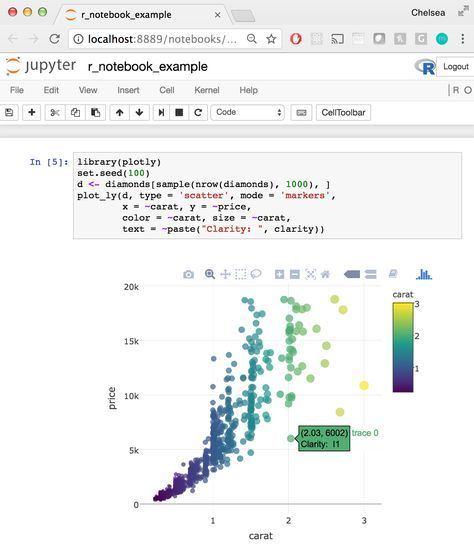 r_notebook_example
Chelsea
localhost:8889/notebooks/...
jupyter r_notebook_example
R
Logout
File Edit View Insert Cell Kernel Help
R O
Code
CellToolbar
In [5]: library(plotly)
set.seed(100)
d <- diamonds[sample(nrow(diamonds), 1000), ]
plot_ly(d, type = 'scatter', mode = 'markers',
x = ~carat, y = ~price,
color = ~carat, size = ~carat,
text = ~paste("Clarity: ", clarity))
20k
15k
10k
5k
0
price
1
2
3
carat
carat
3
2
1
(2.03, 6002) trace 0
Clarity: I1